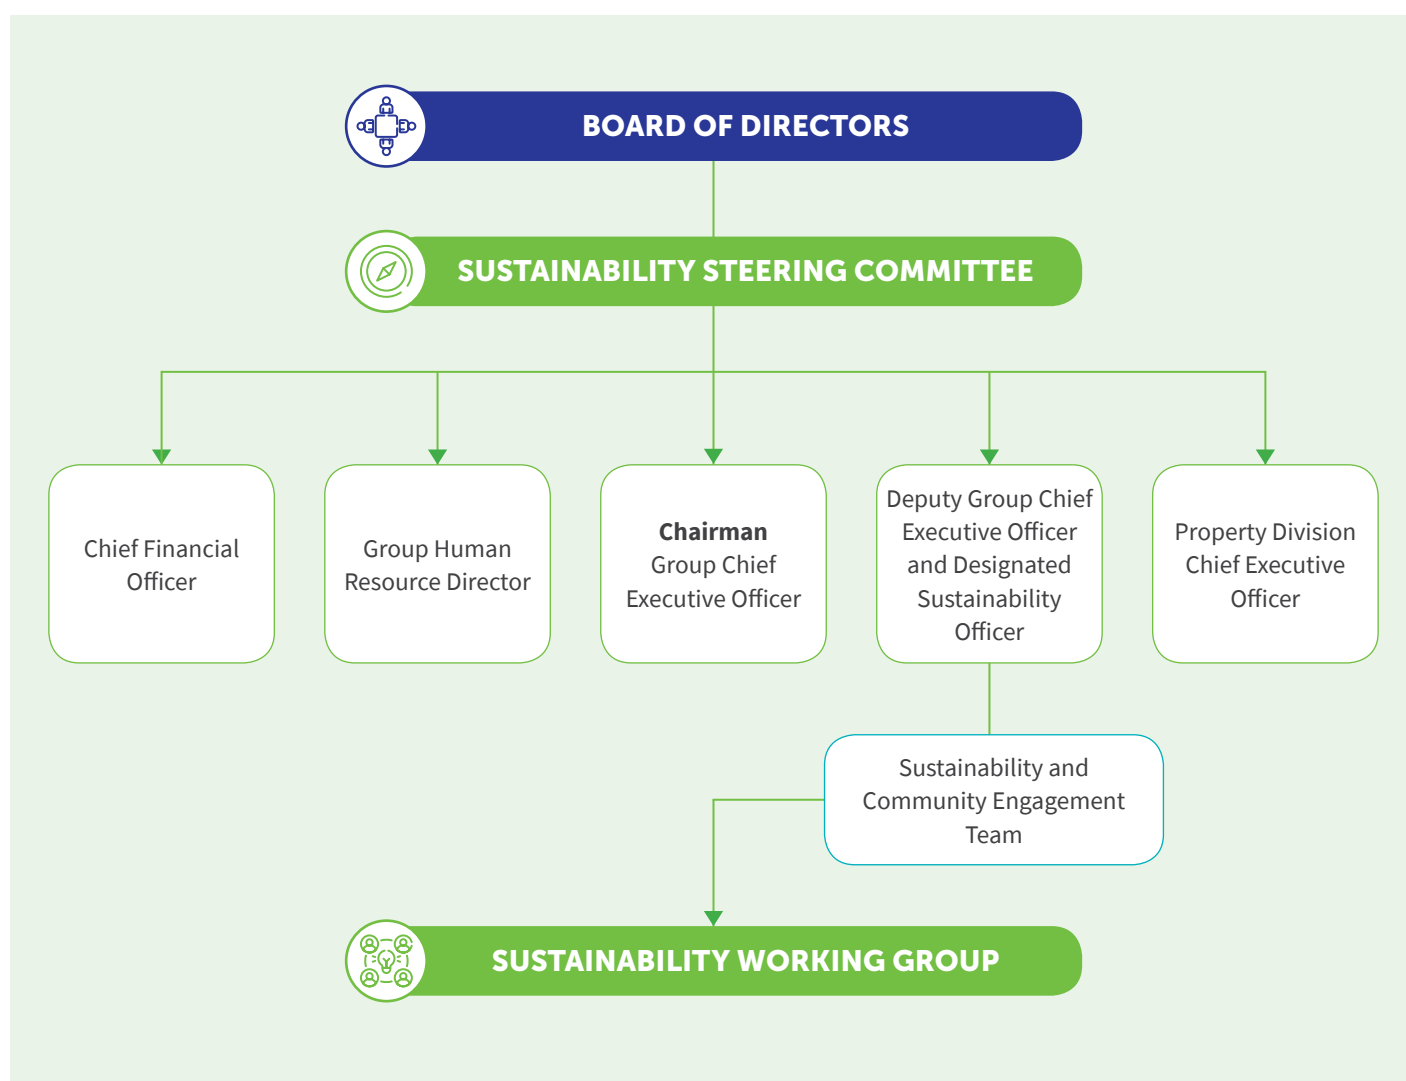 BOARD OF DIRECTORS
SUSTAINABILITY STEERING COMMITTEE
Chief Financial
Officer
Group Human
Resource Director
Chairman
Group Chief
Executive Officer
Deputy Group Chief
Executive Officer
and Designated
Sustainability
Officer
Property Division
Chief Executive
Officer
Sustainability and
Community Engagement
Team
SUSTAINABILITY WORKING GROUP